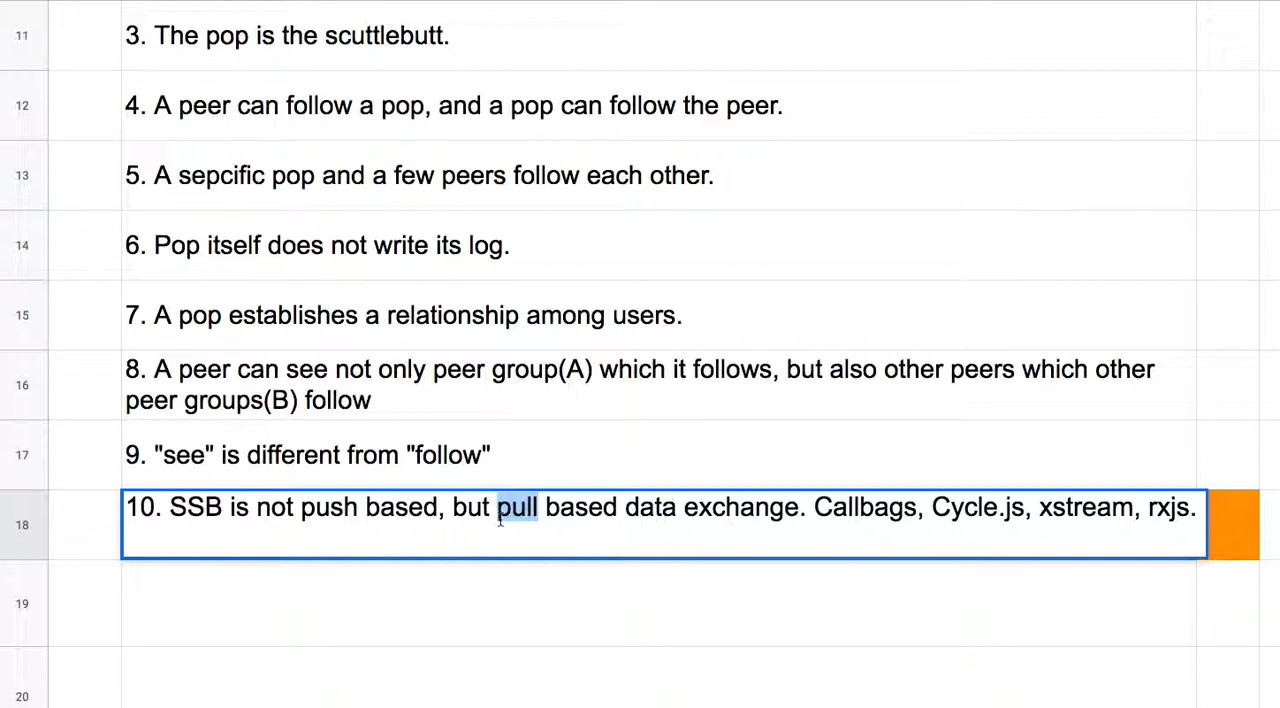 11
3. The pop is the scuttlebutt.
12
4. A peer can follow a pop, and a pop can follow the peer.
13
5. A sepcific pop and a few peers follow each other.
14
6. Pop itself does not write its log.
15
7. A pop establishes a relationship among users.
16
8. A peer can see not only peer group(A) which it follows, but also other peers which other
peer groups(B) follow
17
9. "see" is different from "follow"
18
10. SSB is not push based, but pull based data exchange. Callbags, Cycle.js, xstream, rxjs.
19
20